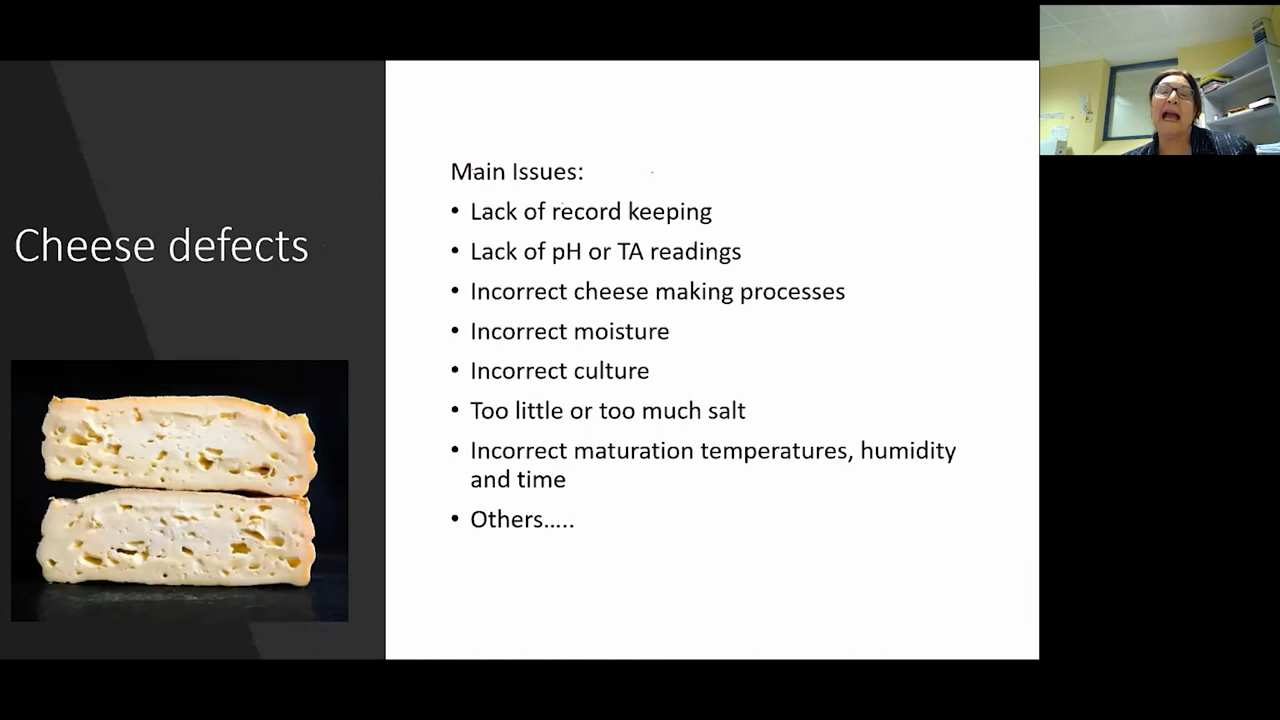 Cheese defects
Main Issues:
• Lack of record keeping
• Lack of pH or TA readings
• Incorrect cheese making processes
• Incorrect moisture
• Incorrect culture
• Too little or too much salt
• Incorrect maturation temperatures, humidity
and time
• Others.....